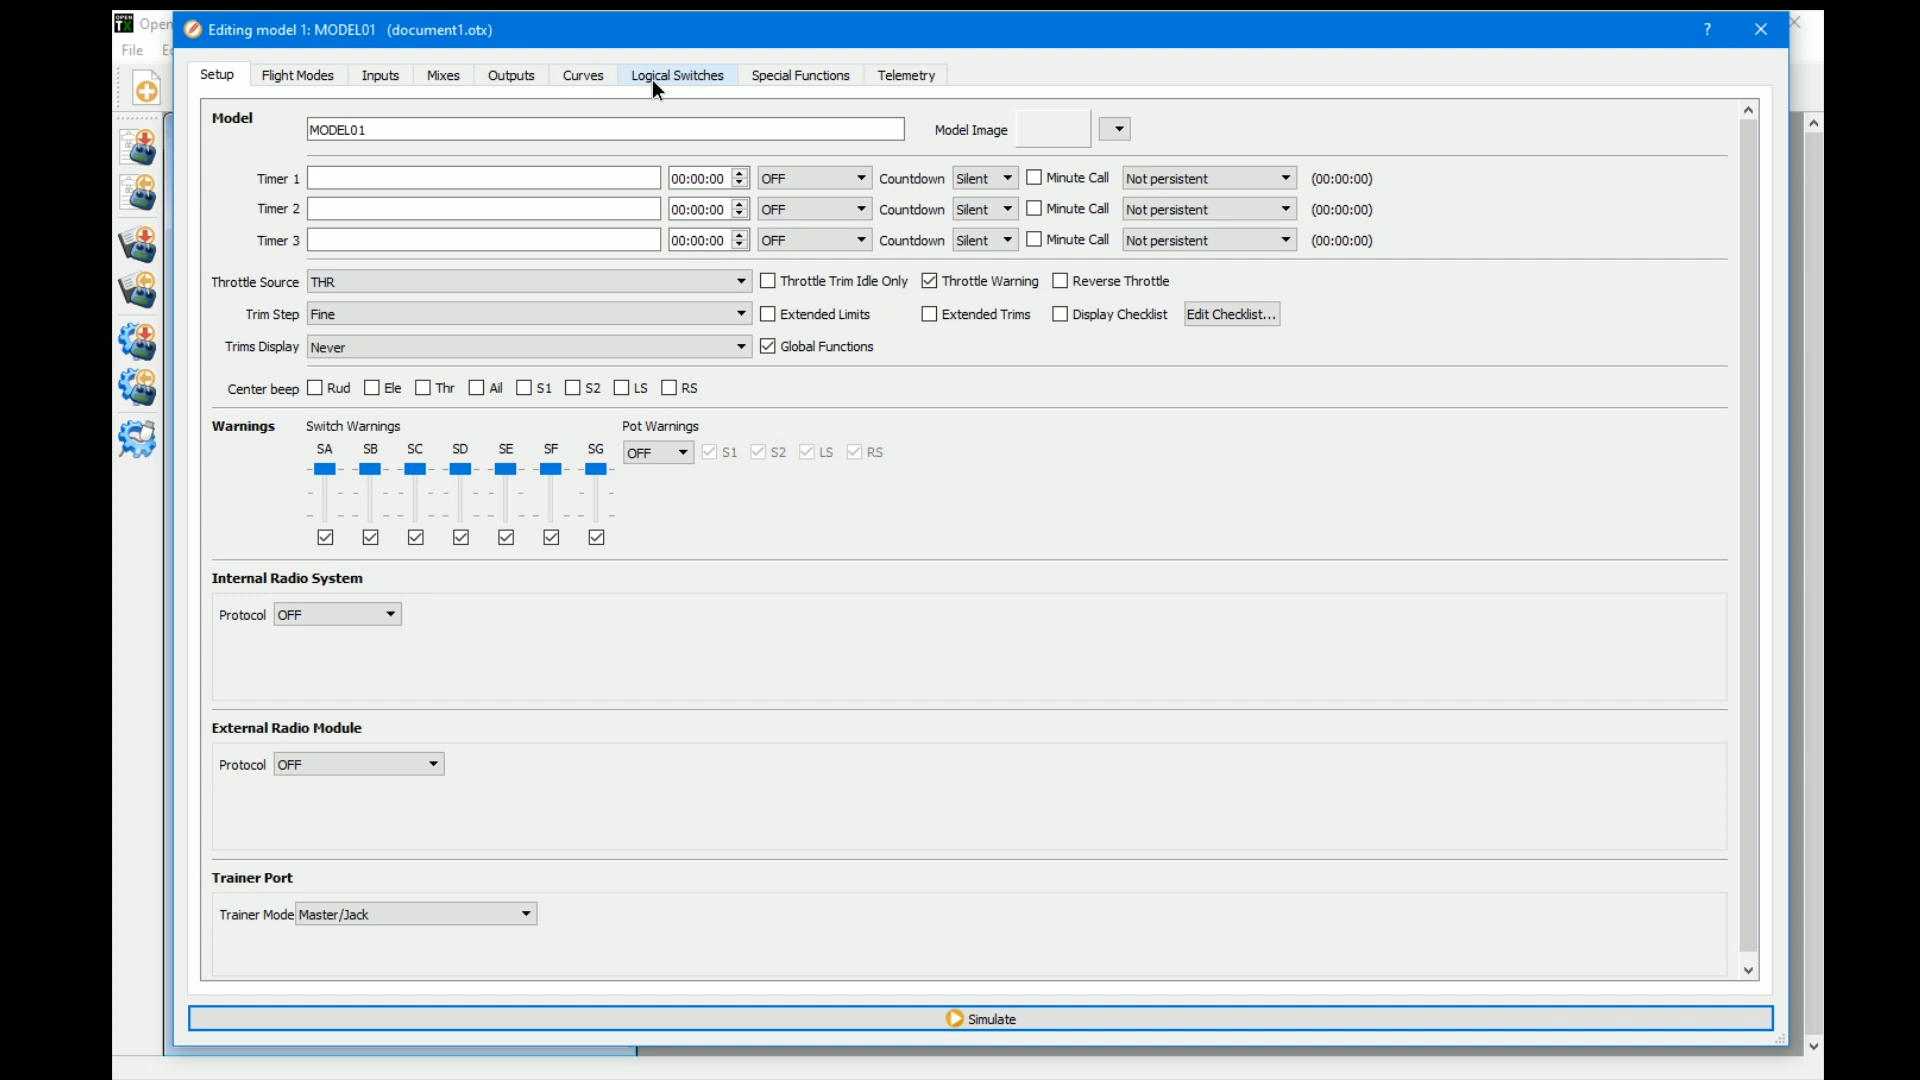 OPEN TX Open Editing model 1: MODEL01 (document1.otx) ?
File
Setup Flight Modes Inputs Mixes Outputs Curves Logical Switches Special Functions Telemetry
Model MODEL01 Model Image
Timer 1 00:00:00 OFF Countdown Silent Minute Call Not persistent (00:00:00)
Timer 2 00:00:00 OFF Countdown Silent Minute Call Not persistent (00:00:00)
Timer 3 00:00:00 OFF Countdown Silent Minute Call Not persistent (00:00:00)
Throttle Source THR Throttle Trim Idle Only Throttle Warning Reverse Throttle
Trim Step Fine Extended Limits Extended Trims Display Checklist Edit Checklist...
Trims Display Never Global Functions
Center beep Rud Ele Thr Ail S1 S2 LS RS
Warnings Switch Warnings Pot Warnings
SA SB SC SD SE SF SG
OFF S1 S2 LS RS
Internal Radio System
Protocol OFF
External Radio Module
Protocol OFF
Trainer Port
Trainer Mode Master/Jack
Simulate